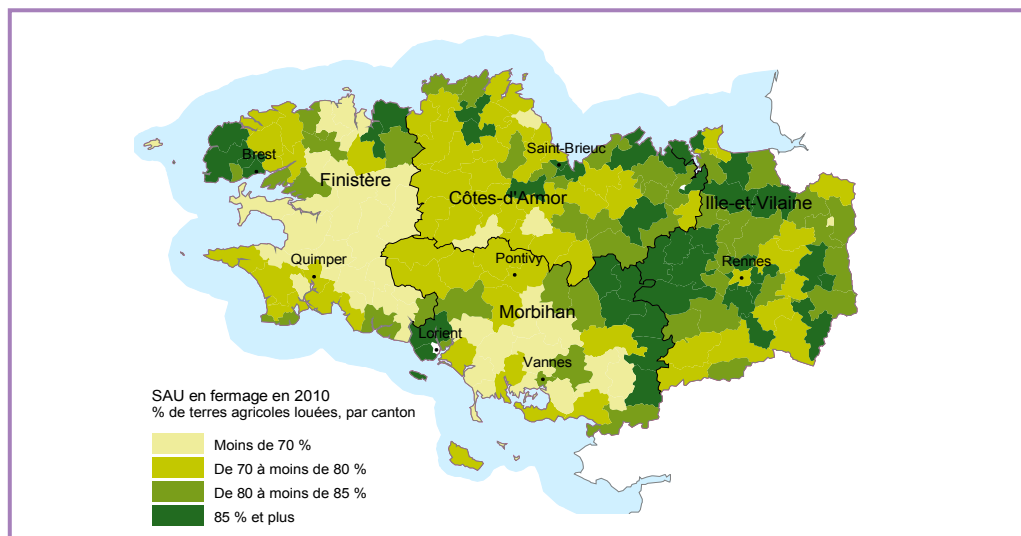 Saint-Brieuc
Brest
Finistère
Côtes-d'Armor
Ille-et-Vilaine
Quimper
Pontivy
Rennes
Morbihan
Lorient
Vannes
SAU en fermage en 2010
% de terres agricoles louées, par canton
Moins de 70 %
De 70 à moins de 80 %
De 80 à moins de 85 %
85 % et plus